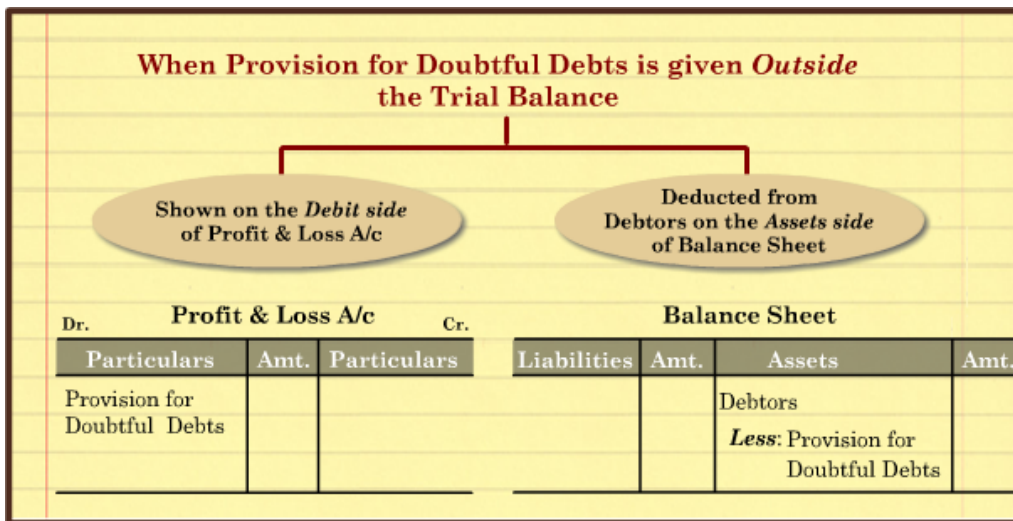 When Provision for Doubtful Debts is given Outside
the Trial Balance
Shown on the Debit side
of Profit & Loss A/c
Deducted from
Debtors on the Assets side
of Balance Sheet
Dr. Profit & Loss A/c Cr.
Particulars Amt. Particulars
Provision for
Doubtful Debts
Balance Sheet
Liabilities Amt. Assets Amt.
Debtors
Less: Provision for
Doubtful Debts